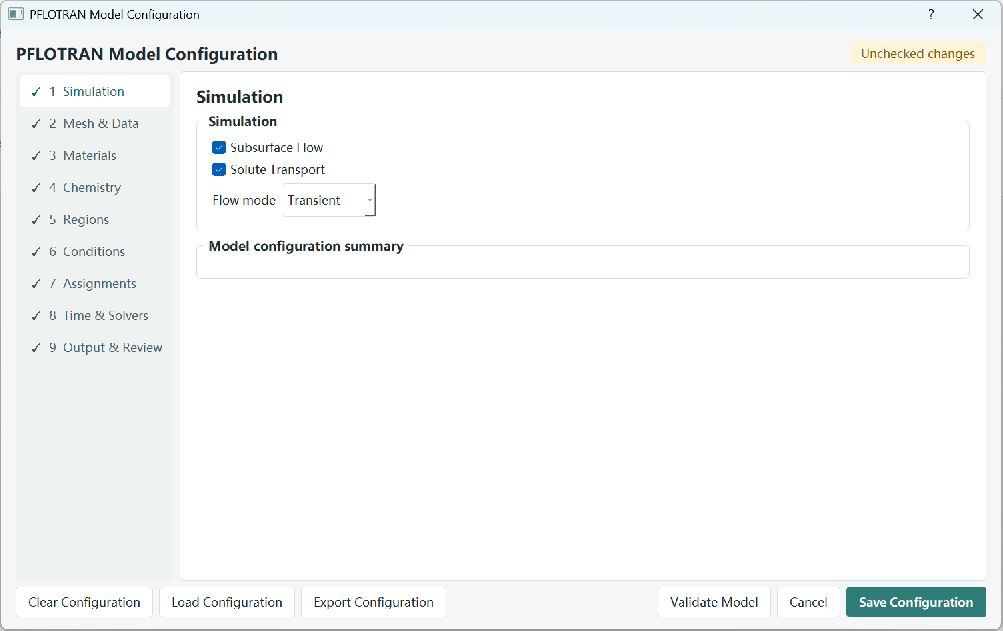 PFLOTRAN Model Configuration
?
PFLOTRAN Model Configuration
Unchecked changes
✓ 1 Simulation
✓ 2 Mesh & Data
✓ 3 Materials
✓ 4 Chemistry
✓ 5 Regions
✓ 6 Conditions
✓ 7 Assignments
✓ 8 Time & Solvers
✓ 9 Output & Review
Simulation
Simulation
Subsurface Flow
Solute Transport
Flow mode Transient
Model configuration summary
Clear Configuration
Load Configuration
Export Configuration
Validate Model
Cancel
Save Configuration